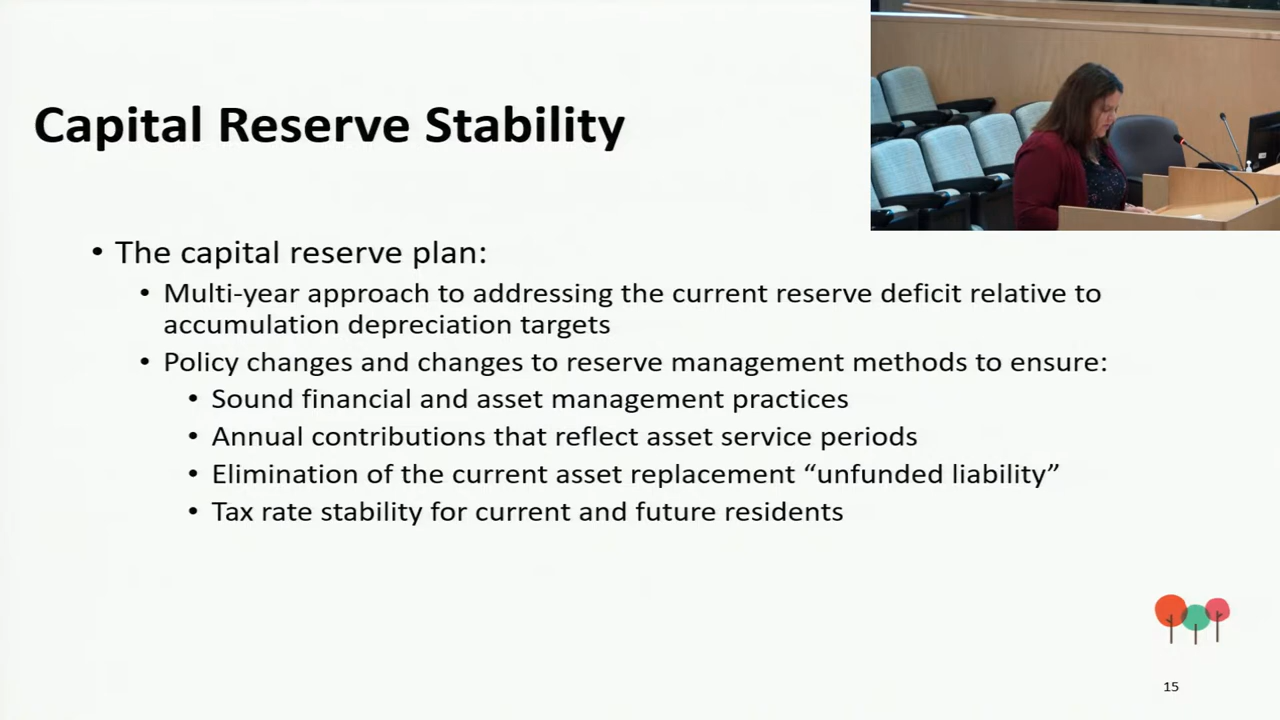 Capital Reserve Stability
• The capital reserve plan:
• Multi-year approach to addressing the current reserve deficit relative to
accumulation depreciation targets
• Policy changes and changes to reserve management methods to ensure:
• Sound financial and asset management practices
• Annual contributions that reflect asset service periods
• Elimination of the current asset replacement “unfunded liability”
• Tax rate stability for current and future residents
15